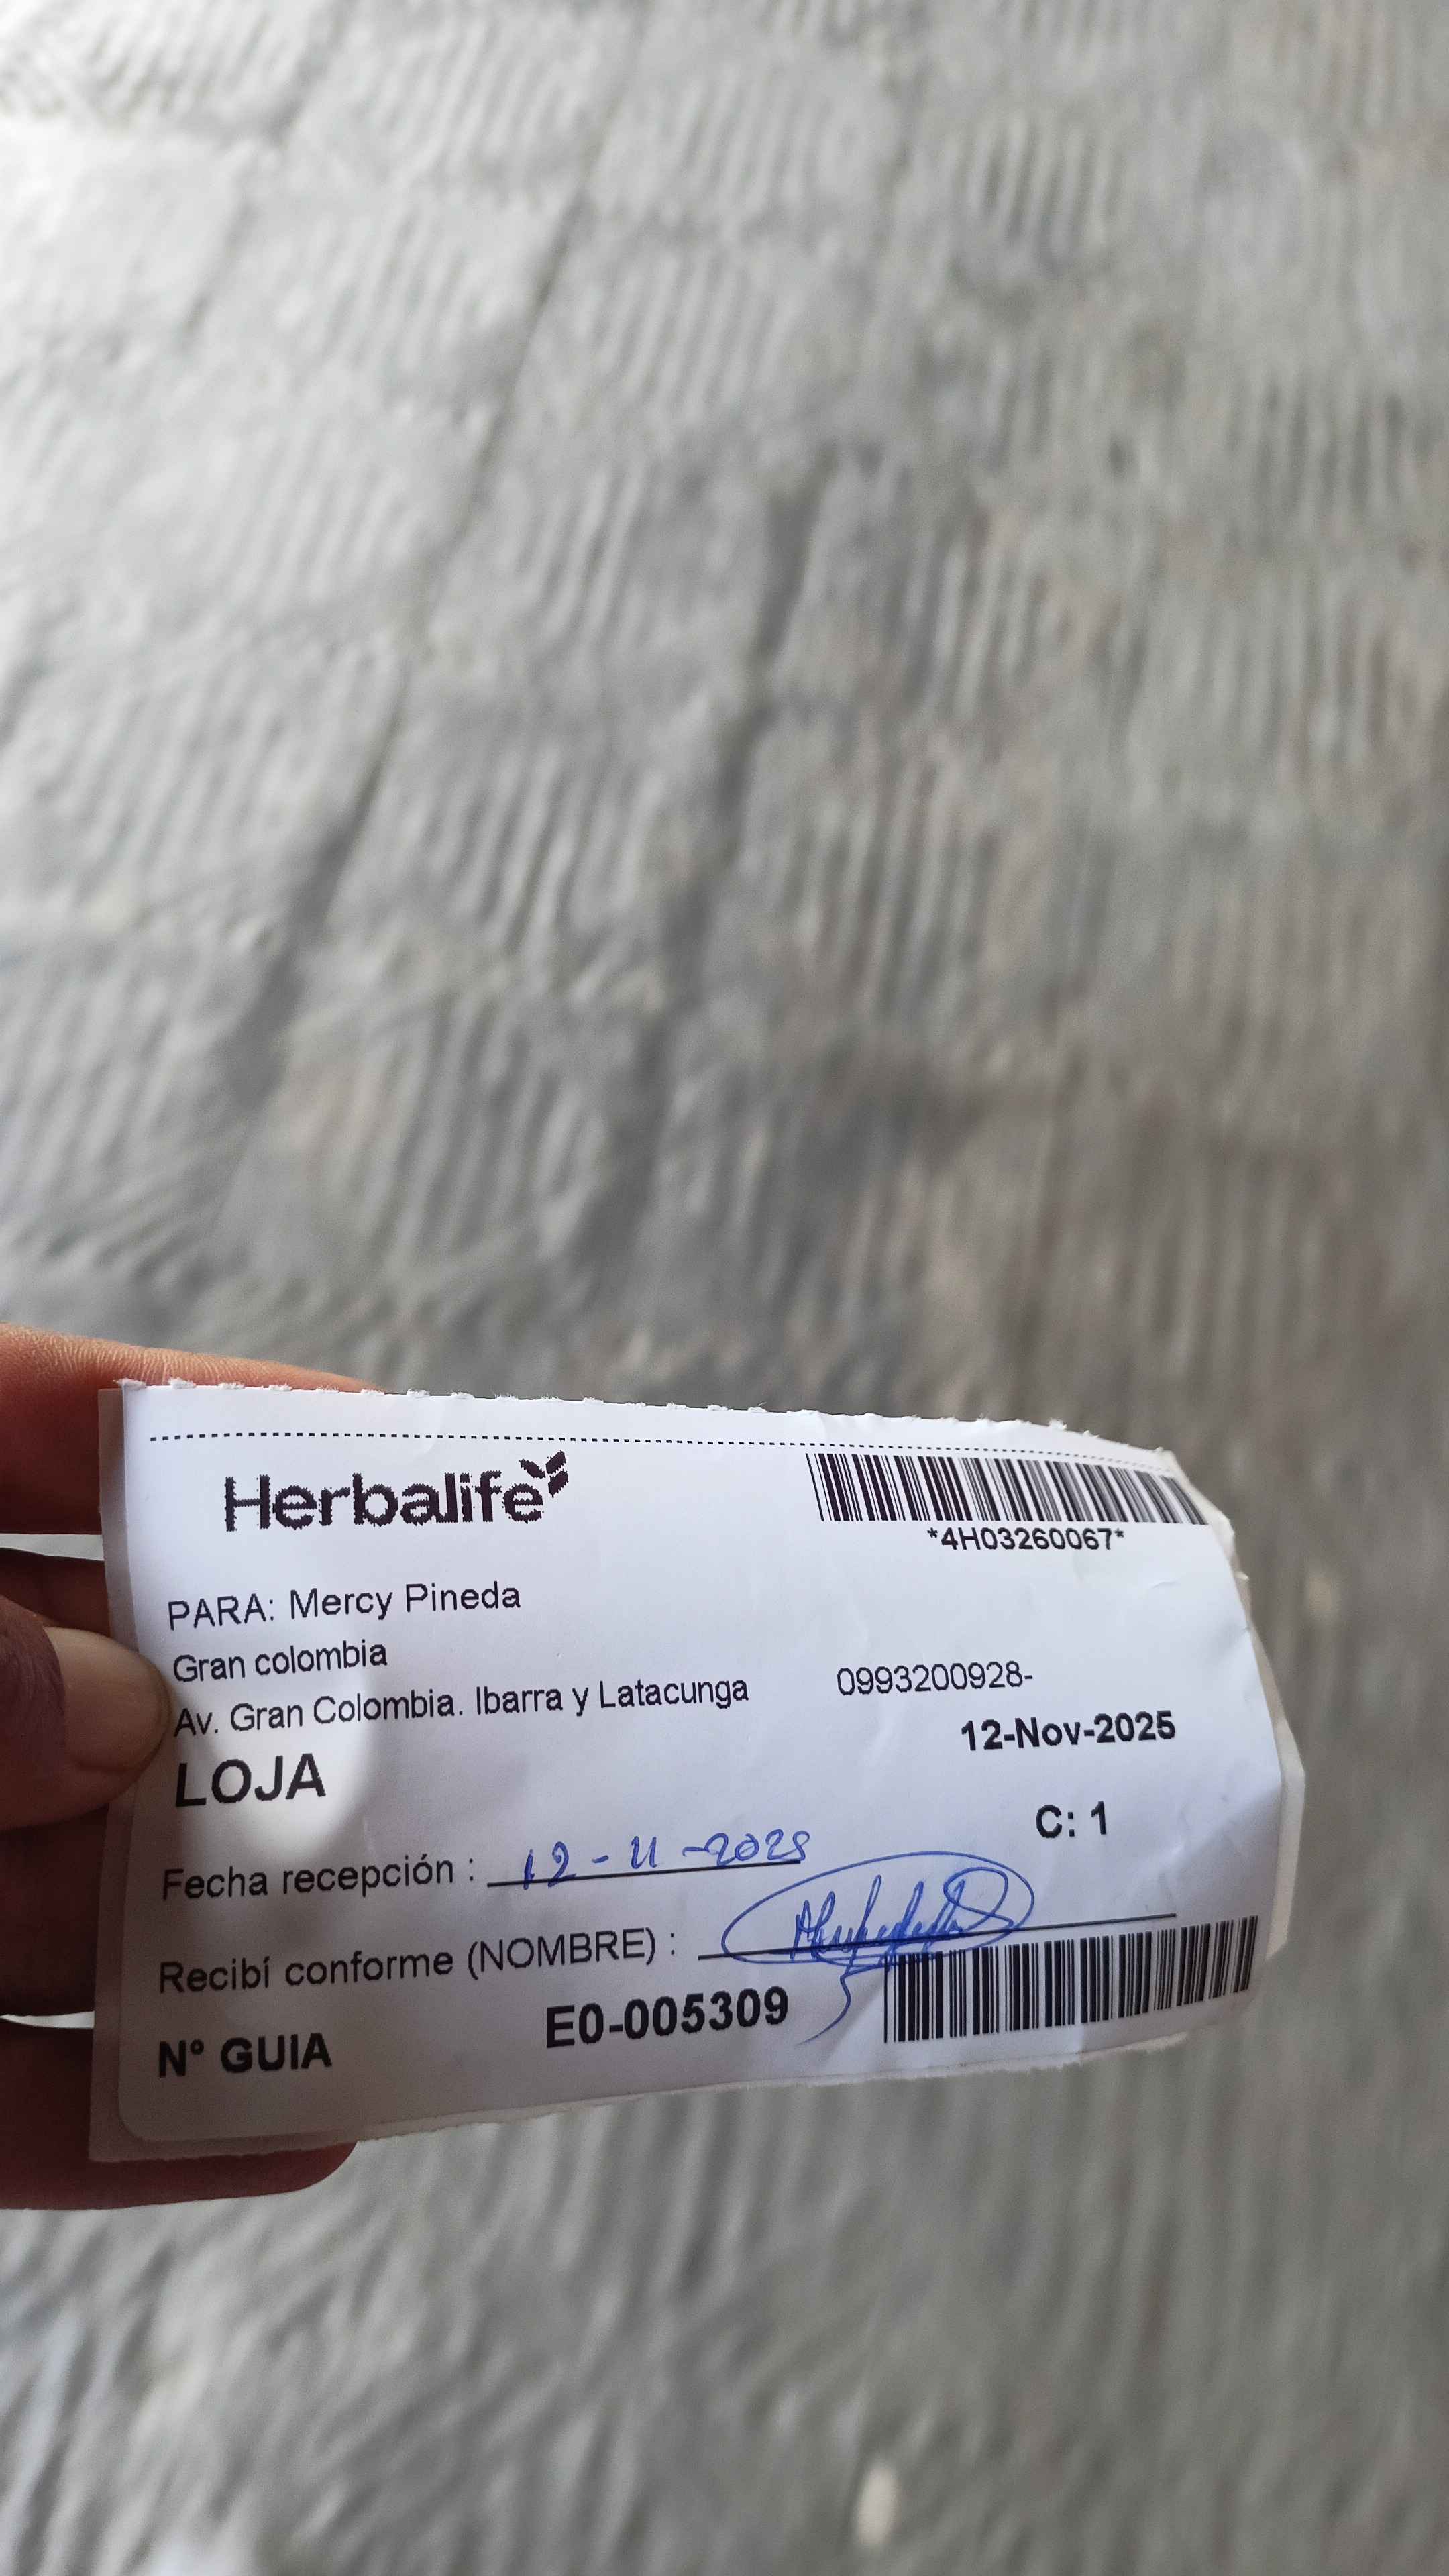 Herbalife
*4H03260067*
PARA: Mercy Pineda
Gran colombia
Av. Gran Colombia. Ibarra y Latacunga 0993200928-
12-Nov-2025
LOJA
C: 1
Fecha recepción : 12-11-2025
Recibí conforme (NOMBRE) :
N° GUIA E0-005309